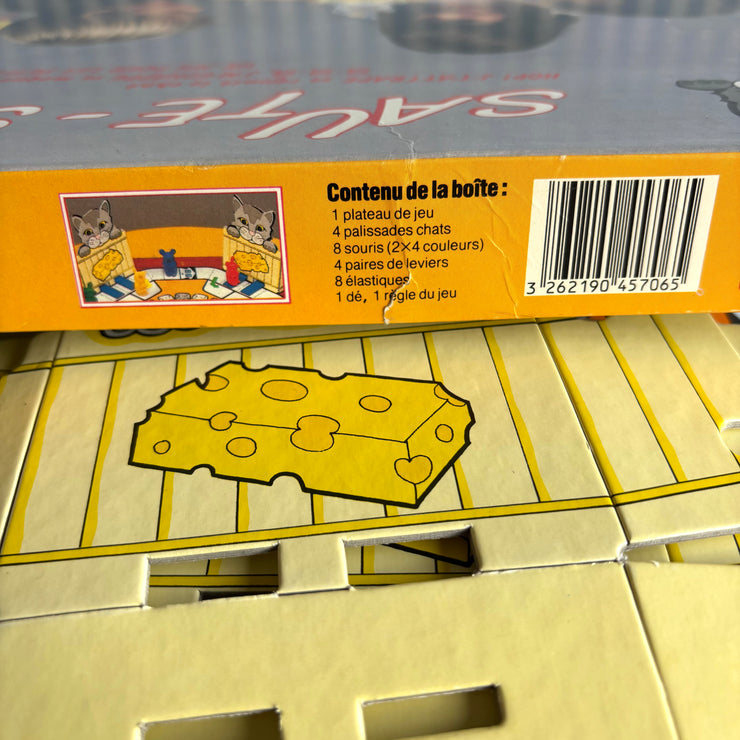 SAUTE-S
Contenu de la boîte :
1 plateau de jeu
4 palissades chats
8 souris (2×4 couleurs)
4 paires de leviers
8 élastiques
1 dé, 1 règle du jeu
3 262190 457065